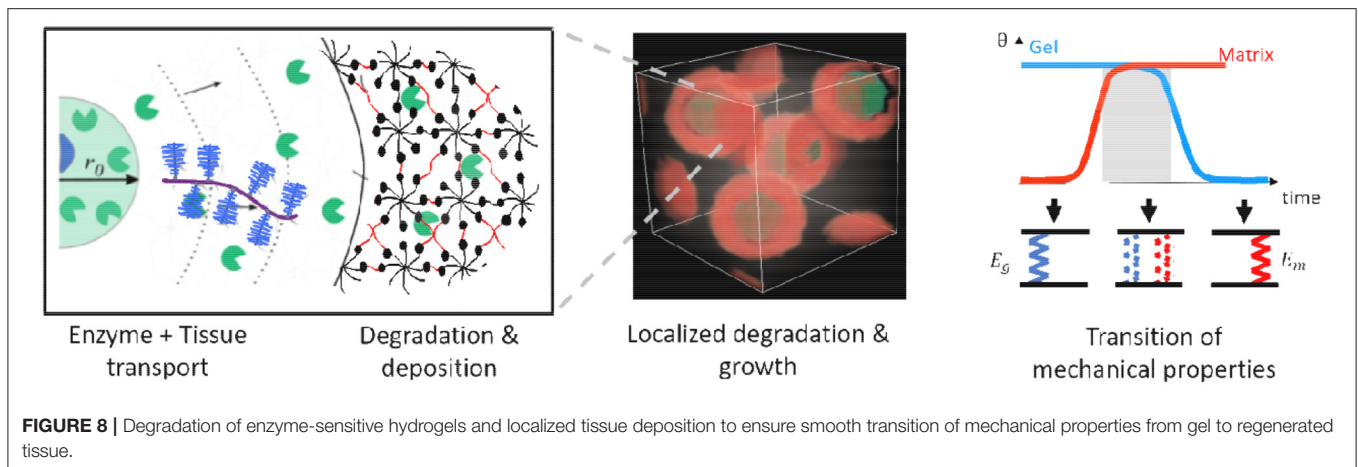 r₀
Enzyme + Tissue
transport
Degradation &
deposition
Localized degradation &
growth
θ
Gel
Matrix
time
E_g
E_m
Transition of
mechanical properties
FIGURE 8 | Degradation of enzyme-sensitive hydrogels and localized tissue deposition to ensure smooth transition of mechanical properties from gel to regenerated
tissue.